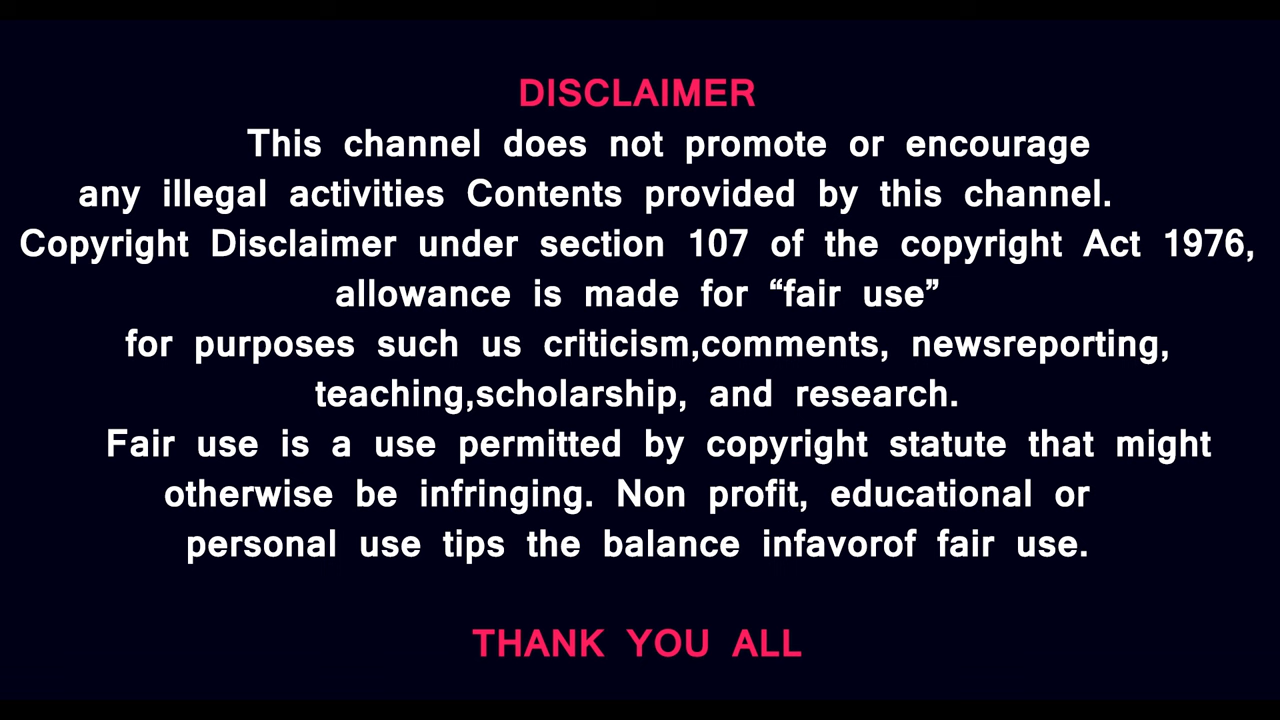 DISCLAIMER
This channel does not promote or encourage
any illegal activities Contents provided by this channel.
Copyright Disclaimer under section 107 of the copyright Act 1976,
allowance is made for “fair use”
for purposes such us criticism,comments, newsreporting,
teaching,scholarship, and research.
Fair use is a use permitted by copyright statute that might
otherwise be infringing. Non profit, educational or
personal use tips the balance infavorof fair use.
THANK YOU ALL